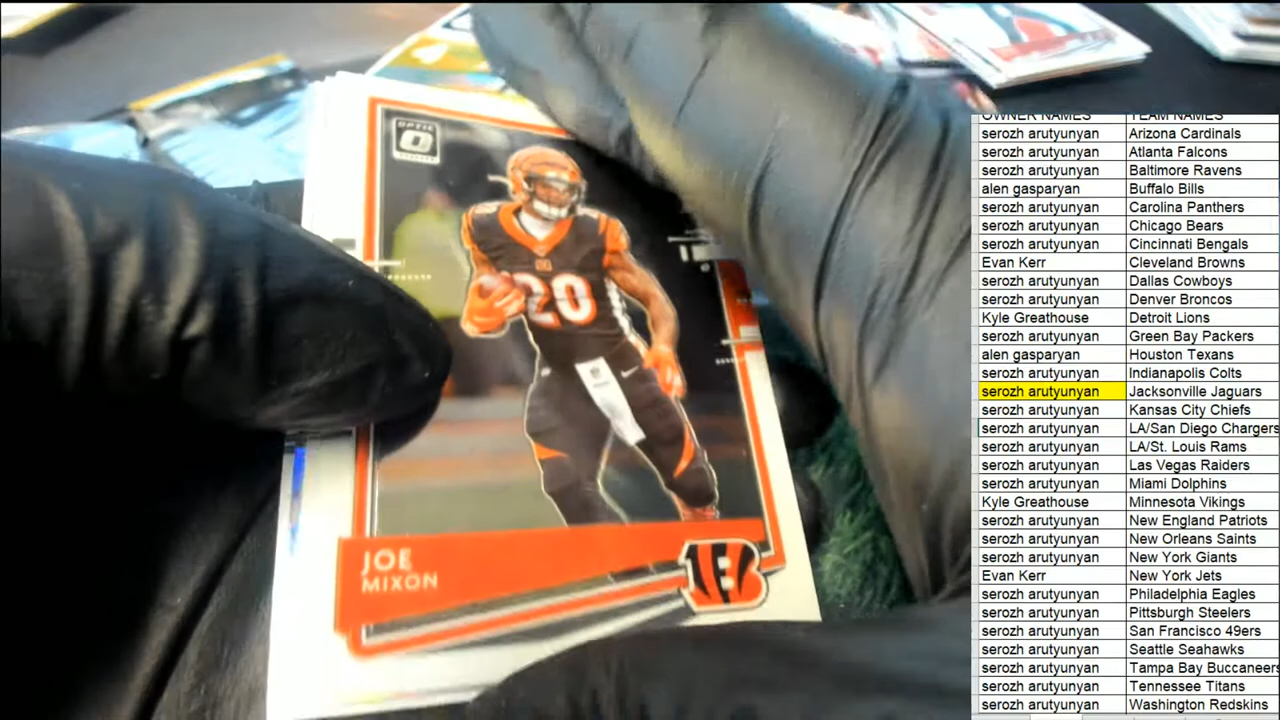 OPTIC
20
JOE
MIXON
B
OWNER NAMES TEAM NAMES
serozh arutyunyan Arizona Cardinals
serozh arutyunyan Atlanta Falcons
serozh arutyunyan Baltimore Ravens
alen gasparyan Buffalo Bills
serozh arutyunyan Carolina Panthers
serozh arutyunyan Chicago Bears
serozh arutyunyan Cincinnati Bengals
Evan Kerr Cleveland Browns
serozh arutyunyan Dallas Cowboys
serozh arutyunyan Denver Broncos
Kyle Greathouse Detroit Lions
serozh arutyunyan Green Bay Packers
alen gasparyan Houston Texans
serozh arutyunyan Indianapolis Colts
serozh arutyunyan Jacksonville Jaguars
serozh arutyunyan Kansas City Chiefs
serozh arutyunyan LA/San Diego Chargers
serozh arutyunyan LA/St. Louis Rams
serozh arutyunyan Las Vegas Raiders
serozh arutyunyan Miami Dolphins
Kyle Greathouse Minnesota Vikings
serozh arutyunyan New England Patriots
serozh arutyunyan New Orleans Saints
serozh arutyunyan New York Giants
Evan Kerr New York Jets
serozh arutyunyan Philadelphia Eagles
serozh arutyunyan Pittsburgh Steelers
serozh arutyunyan San Francisco 49ers
serozh arutyunyan Seattle Seahawks
serozh arutyunyan Tampa Bay Buccaneers
serozh arutyunyan Tennessee Titans
serozh arutyunyan Washington Redskins